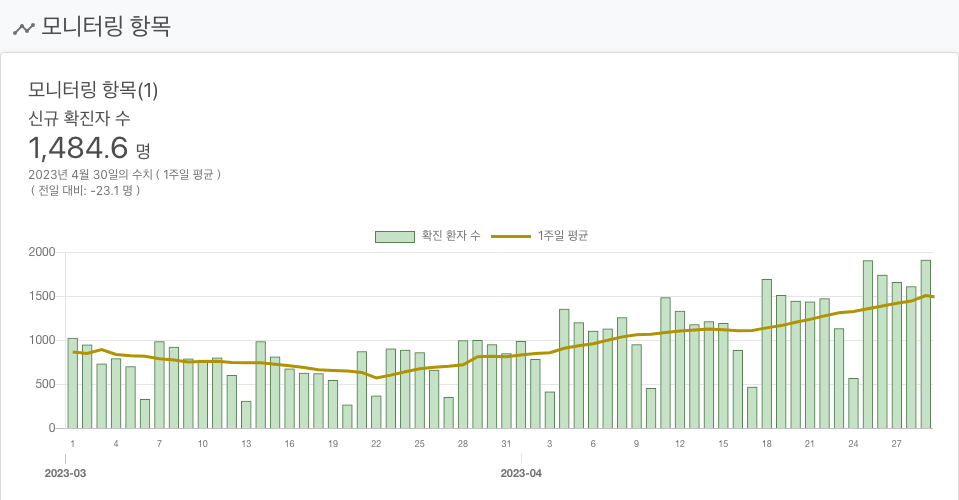 모니터링 항목
모니터링 항목(1)
신규 확진자 수
1,484.6 명
2023년 4월 30일의 수치 ( 1주일 평균 )
( 전일 대비: -23.1 명 )
확진 환자 수 1주일 평균
2000
1500
1000
500
0
1 4 7 10 13 16 19 22 25 28 31 3 6 9 12 15 18 21 24 27
2023-03 2023-04